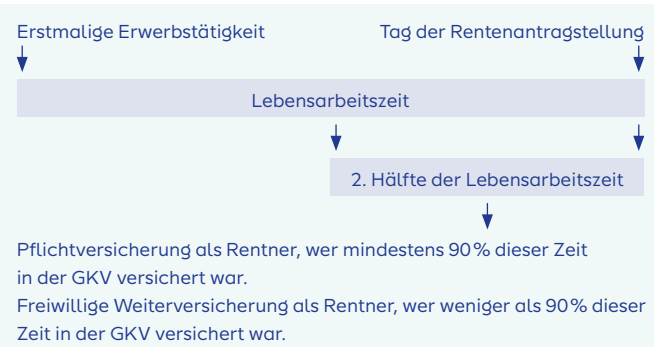 Erstmalige Erwerbstätigkeit
Tag der Rentenantragstellung
Lebensarbeitszeit
2. Hälfte der Lebensarbeitszeit
Pflichtversicherung als Rentner, wer mindestens 90% dieser Zeit
in der GKV versichert war.
Freiwillige Weiterversicherung als Rentner, wer weniger als 90% dieser
Zeit in der GKV versichert war.